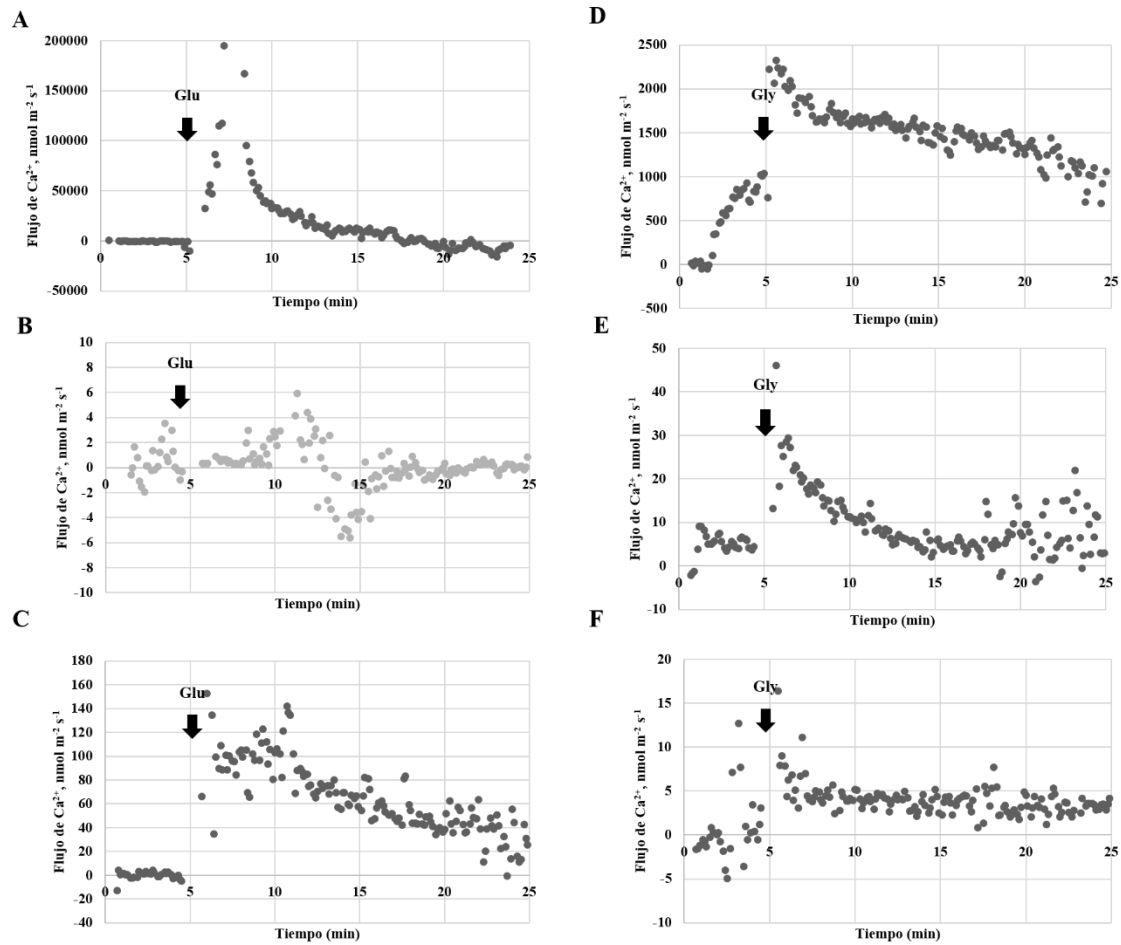 A
Flujo de Ca²⁺, nmol m⁻² s⁻¹
200000
150000
100000
50000
0
-50000
Glu
0 5 10 15 20 25
Tiempo (min)
B
Flujo de Ca²⁺, nmol m⁻² s⁻¹
10
8
6
4
2
0
-2
-4
-6
-8
-10
Glu
0 5 10 15 20 25
Tiempo (min)
C
Flujo de Ca²⁺, nmol m⁻² s⁻¹
180
160
140
120
100
80
60
40
20
0
-20
-40
Glu
0 5 10 15 20 25
Tiempo (min)
D
Flujo de Ca²⁺, nmol m⁻² s⁻¹
2500
2000
1500
1000
500
0
-500
Gly
0 5 10 15 20 25
Tiempo (min)
E
Flujo de Ca²⁺, nmol m⁻² s⁻¹
50
40
30
20
10
0
-10
Gly
0 5 10 15 20 25
Tiempo (min)
F
Flujo de Ca²⁺, nmol m⁻² s⁻¹
20
15
10
5
0
-5
-10
Gly
0 5 10 15 20 25
Tiempo (min)